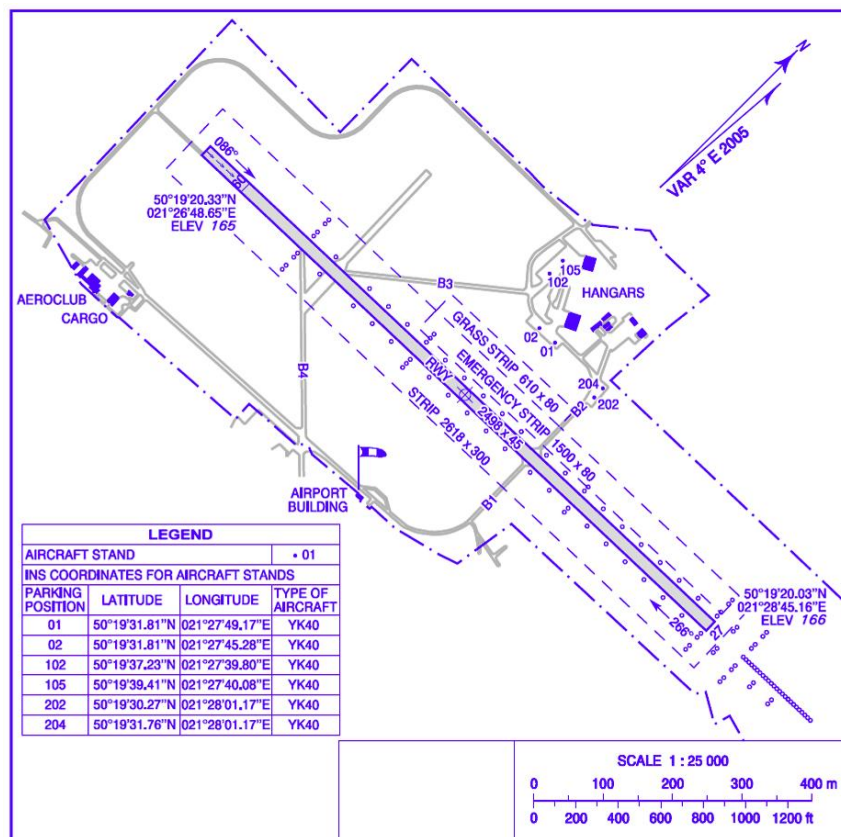 N
VAR 4° E 2005
086°
09
50°19'20.33"N
021°26'48.65"E
ELEV 165
B3
105
102
HANGARS
AEROCLUB
CARGO
02
01
GRASS STRIP 610 x 80
EMERGENCY STRIP 1500 x 80
RWY 2498 x 45
STRIP 2618 x 300
B4
204
202
B2
B1
AIRPORT
BUILDING
50°19'20.03"N
021°28'45.16"E
ELEV 166
266°
27
LEGEND
AIRCRAFT STAND • 01
INS COORDINATES FOR AIRCRAFT STANDS
PARKING POSITION LATITUDE LONGITUDE TYPE OF AIRCRAFT
01 50°19'31.81"N 021°27'49.17"E YK40
02 50°19'31.81"N 021°27'45.28"E YK40
102 50°19'37.23"N 021°27'39.80"E YK40
105 50°19'39.41"N 021°27'40.08"E YK40
202 50°19'30.27"N 021°28'01.17"E YK40
204 50°19'31.76"N 021°28'01.17"E YK40
SCALE 1 : 25 000
0 100 200 300 400 m
0 200 400 600 800 1000 1200 ft